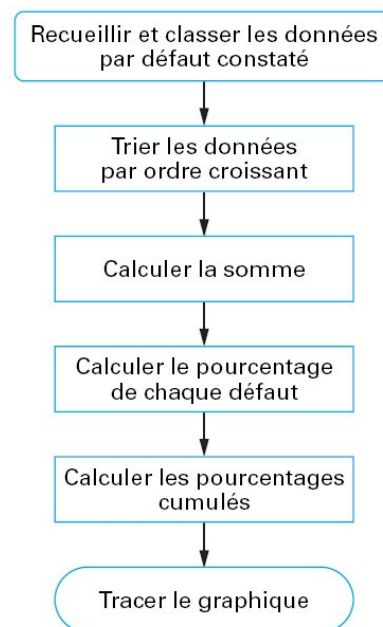 Recueillir et classer les données
par défaut constaté
Trier les données
par ordre croissant
Calculer la somme
Calculer le pourcentage
de chaque défaut
Calculer les pourcentages
cumulés
Tracer le graphique